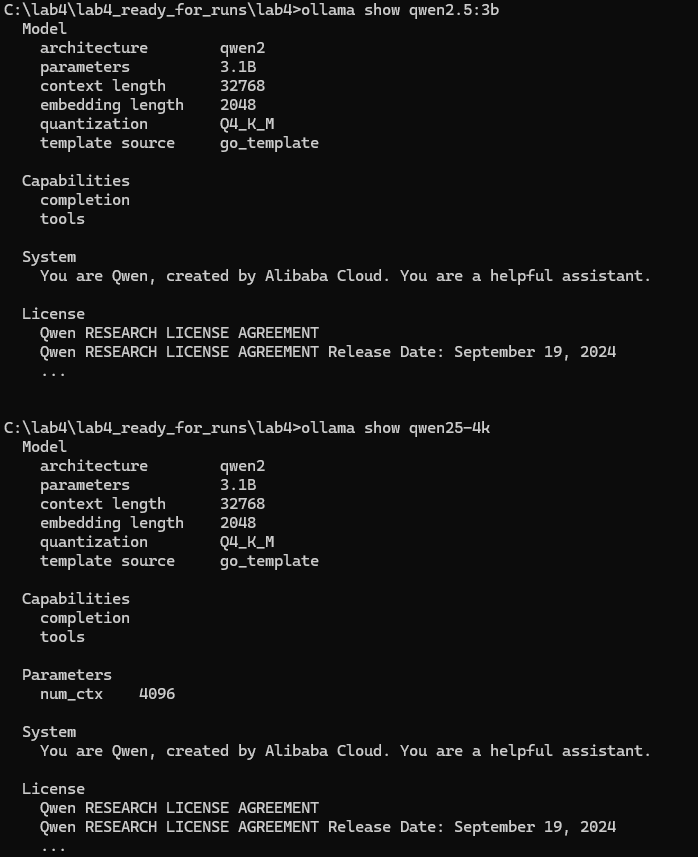 C:\lab4\lab4_ready_for_runs\lab4>ollama show qwen2.5:3b
  Model
    architecture        qwen2
    parameters          3.1B
    context length      32768
    embedding length    2048
    quantization        Q4_K_M
    template source     go_template

  Capabilities
    completion
    tools

  System
    You are Qwen, created by Alibaba Cloud. You are a helpful assistant.

  License
    Qwen RESEARCH LICENSE AGREEMENT
    Qwen RESEARCH LICENSE AGREEMENT Release Date: September 19, 2024
    ...

C:\lab4\lab4_ready_for_runs\lab4>ollama show qwen25-4k
  Model
    architecture        qwen2
    parameters          3.1B
    context length      32768
    embedding length    2048
    quantization        Q4_K_M
    template source     go_template

  Capabilities
    completion
    tools

  Parameters
    num_ctx    4096

  System
    You are Qwen, created by Alibaba Cloud. You are a helpful assistant.

  License
    Qwen RESEARCH LICENSE AGREEMENT
    Qwen RESEARCH LICENSE AGREEMENT Release Date: September 19, 2024
    ...